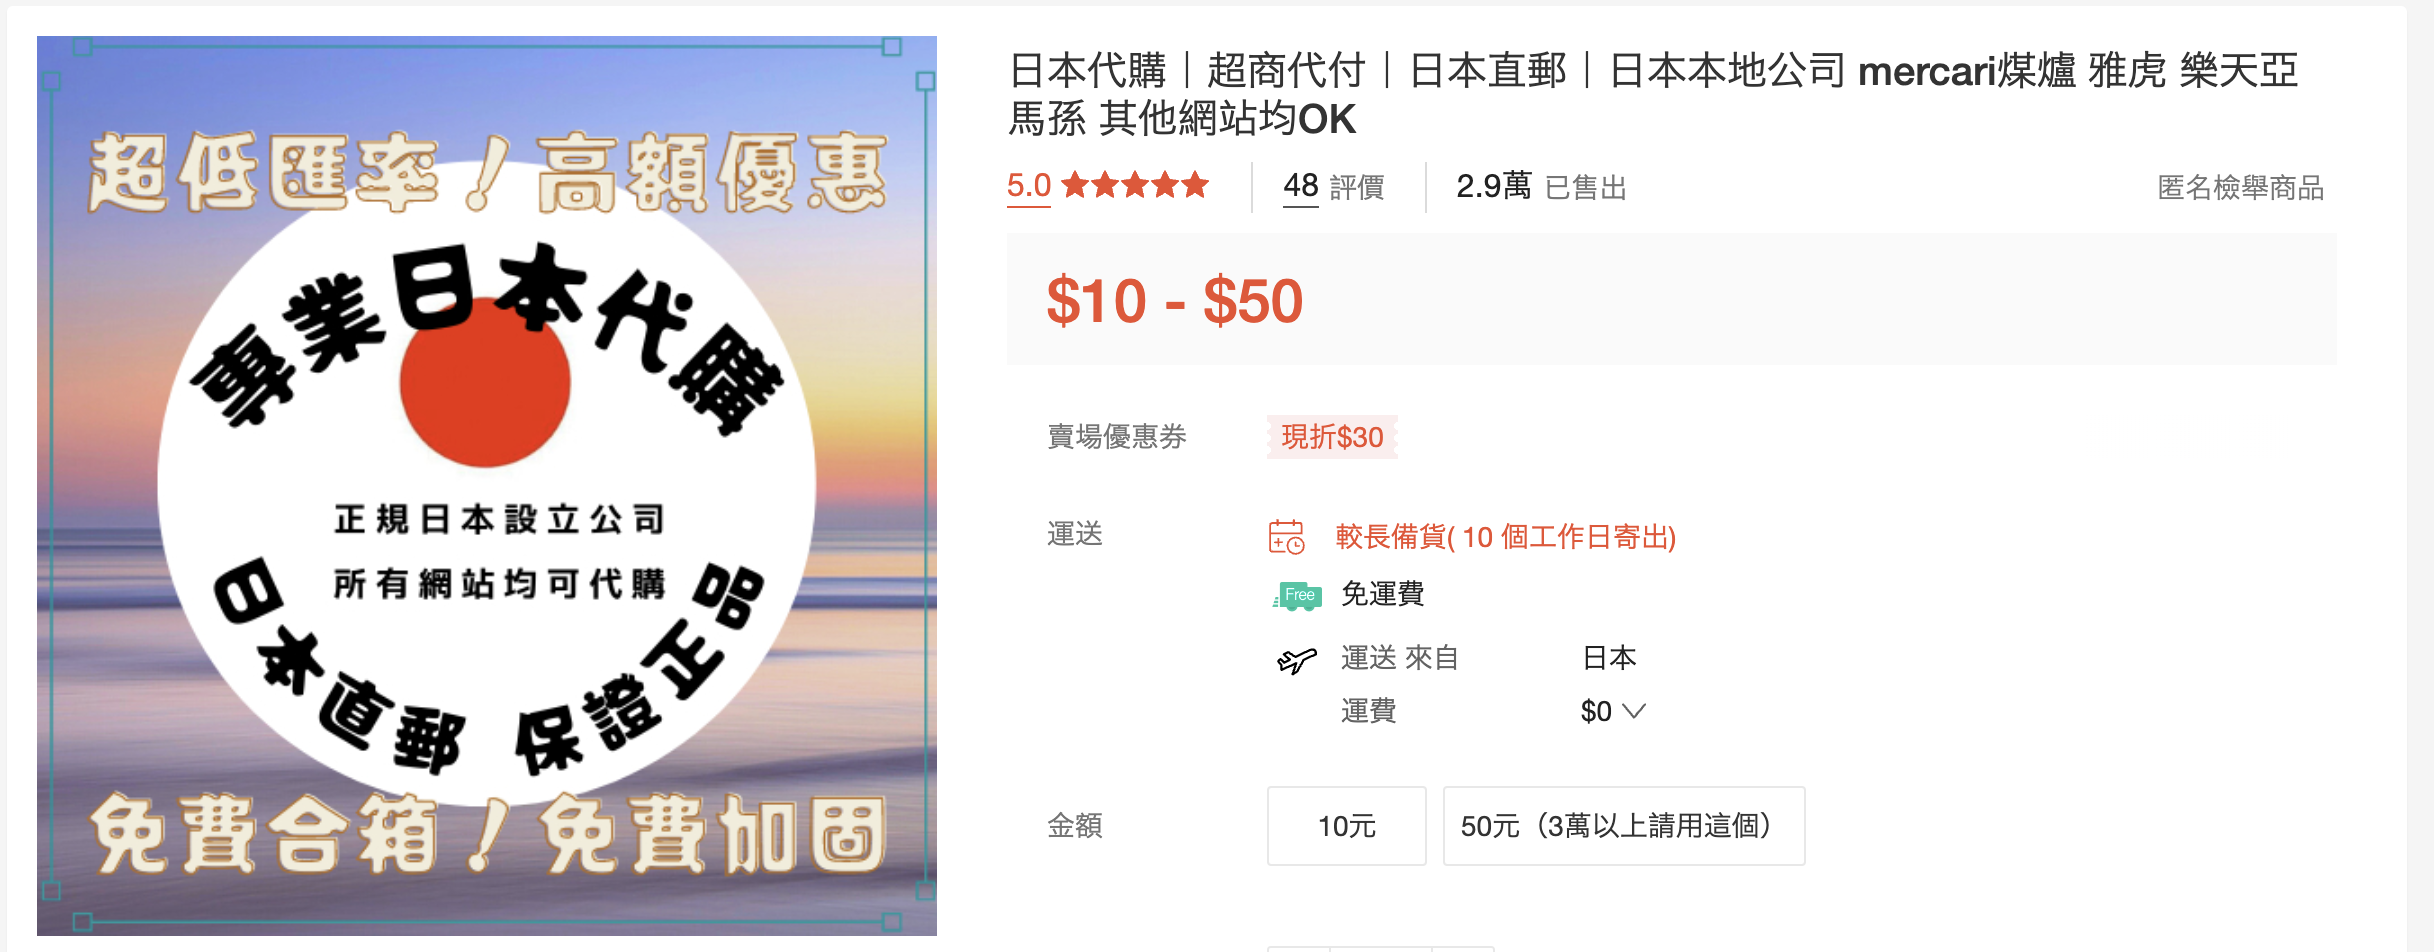 超低匯率!高額優惠
專業日本代購
正規日本設立公司
所有網站均可代購
日本直郵 保證正品
免費合箱!免費加固
日本代購|超商代付|日本直郵|日本本地公司 mercari煤爐 雅虎 樂天亞
馬孫 其他網站均OK
5.0 48 評價 2.9萬 已售出 匿名檢舉商品
$10 - $50
賣場優惠券 現折$30
運送 較長備貨( 10 個工作日寄出)
Free 免運費
運送 來自 日本
運費 $0
金額 10元 50元(3萬以上請用這個)